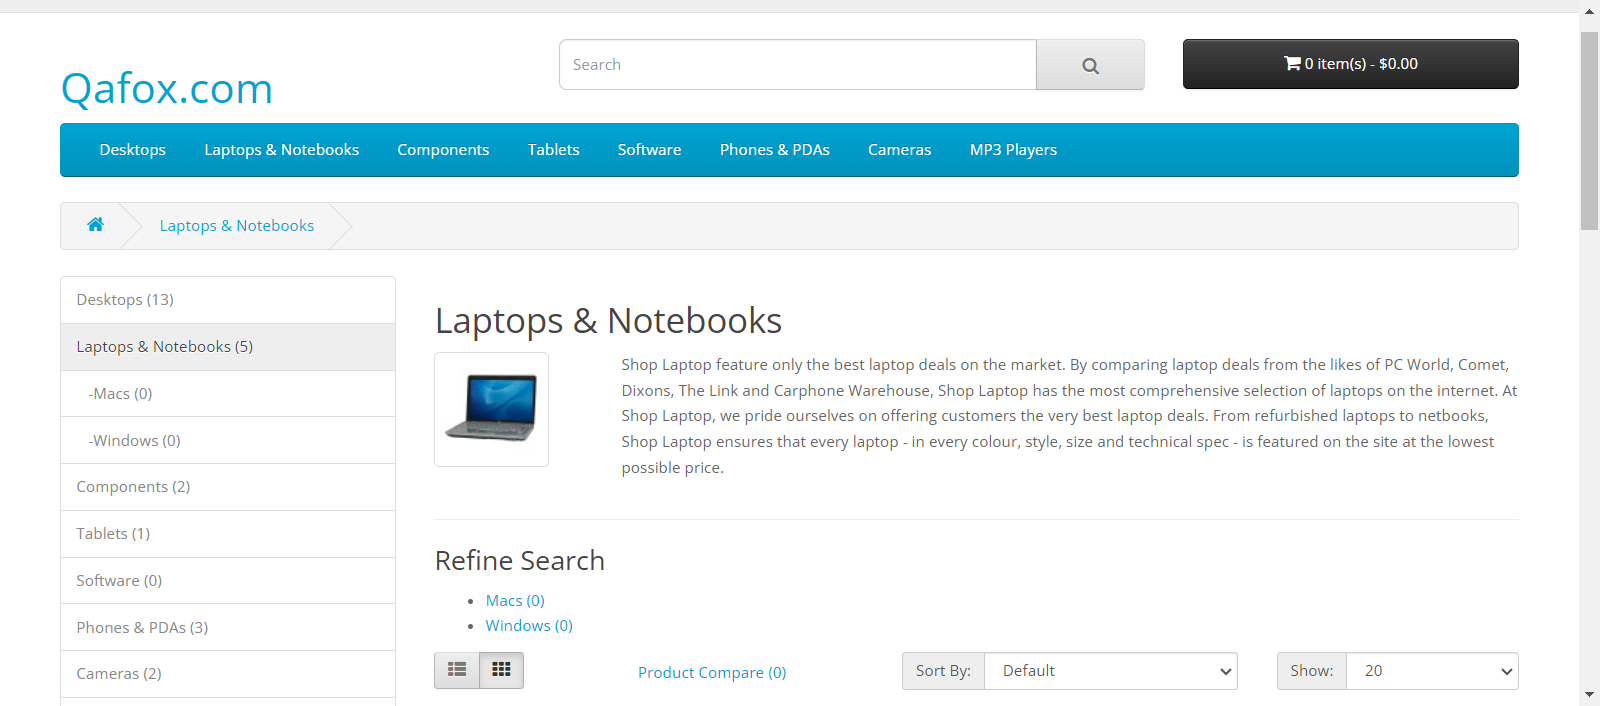 Qafox.com
Search
0 item(s) - $0.00
Desktops
Laptops & Notebooks
Components
Tablets
Software
Phones & PDAs
Cameras
MP3 Players
Laptops & Notebooks
Desktops (13)
Laptops & Notebooks (5)
-Macs (0)
-Windows (0)
Components (2)
Tablets (1)
Software (0)
Phones & PDAs (3)
Cameras (2)
Laptops & Notebooks
Shop Laptop feature only the best laptop deals on the market. By comparing laptop deals from the likes of PC World, Comet,
Dixons, The Link and Carphone Warehouse, Shop Laptop has the most comprehensive selection of laptops on the internet. At
Shop Laptop, we pride ourselves on offering customers the very best laptop deals. From refurbished laptops to netbooks,
Shop Laptop ensures that every laptop - in every colour, style, size and technical spec - is featured on the site at the lowest
possible price.
Refine Search
Macs (0)
Windows (0)
Product Compare (0)
Sort By:
Default
Show:
20